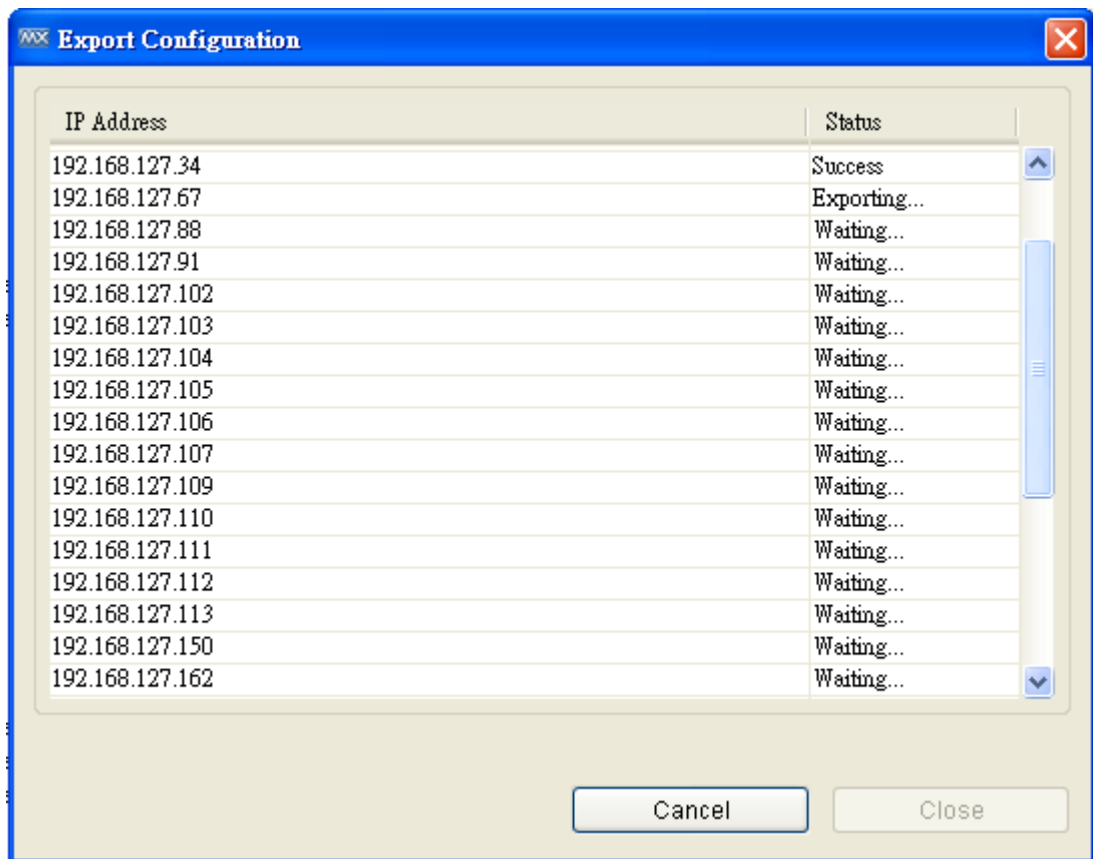 MX Export Configuration
IP Address Status
192.168.127.34 Success
192.168.127.67 Exporting...
192.168.127.88 Waiting...
192.168.127.91 Waiting...
192.168.127.102 Waiting...
192.168.127.103 Waiting...
192.168.127.104 Waiting...
192.168.127.105 Waiting...
192.168.127.106 Waiting...
192.168.127.107 Waiting...
192.168.127.109 Waiting...
192.168.127.110 Waiting...
192.168.127.111 Waiting...
192.168.127.112 Waiting...
192.168.127.113 Waiting...
192.168.127.150 Waiting...
192.168.127.162 Waiting...
Cancel Close